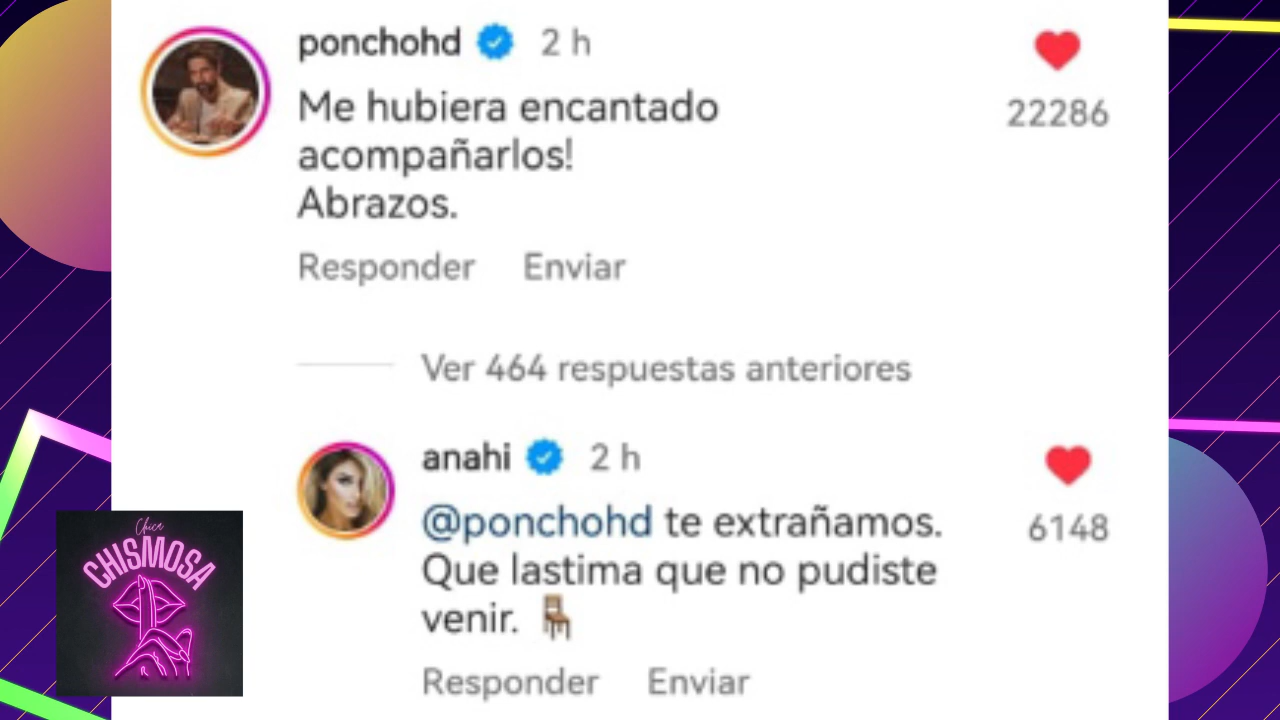 ponchohd 2 h
Me hubiera encantado
22286
acompañarlos!
Abrazos.
Responder Enviar
Ver 464 respuestas anteriores
anahi 2 h
@ponchohd te extrañamos.
6148
Que lastima que no pudiste
venir. 🪑
Responder Enviar
Chica
CHISMOSA